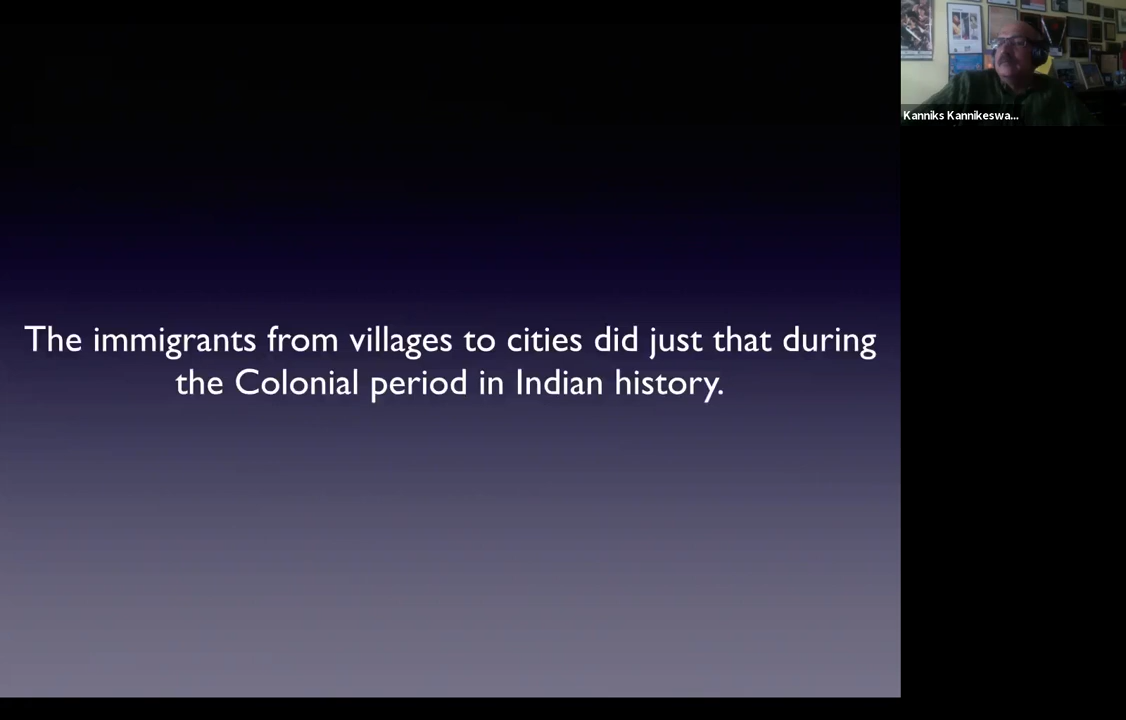 The immigrants from villages to cities did just that during
the Colonial period in Indian history.
Kanniks Kannikeswa...